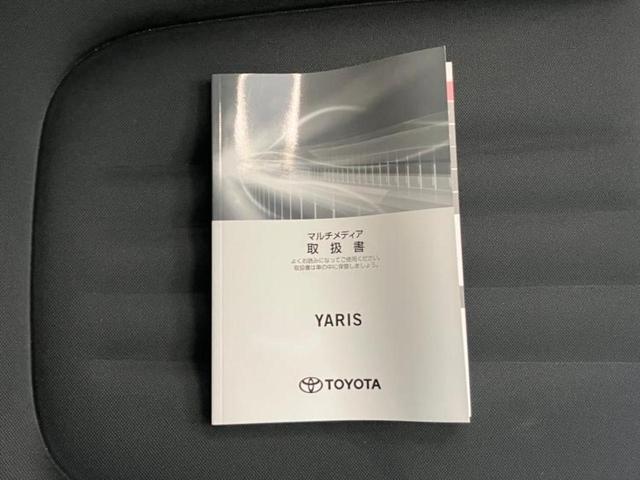 マルチメディア
取扱書
よくお読みになってご使用ください。
取扱書は車の中に保管しましょう。
YARIS
TOYOTA